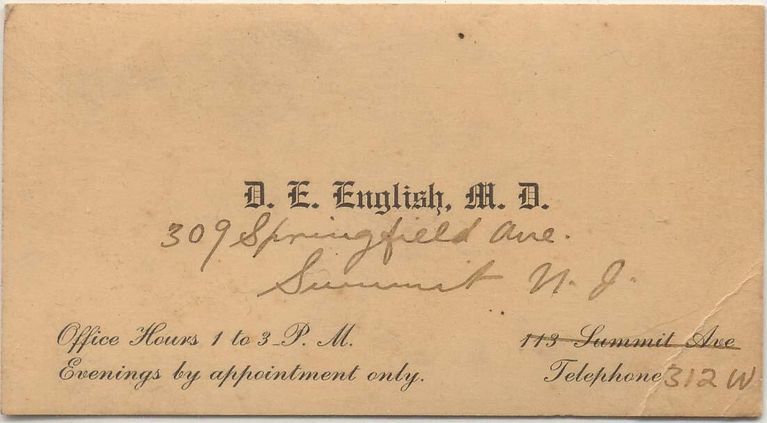 D. E. English, M. D.
309 Springfield Ave.
Summit N. J.
Office Hours 1 to 3 P. M.
113 Summit Ave
Evenings by appointment only.
Telephone 312 W